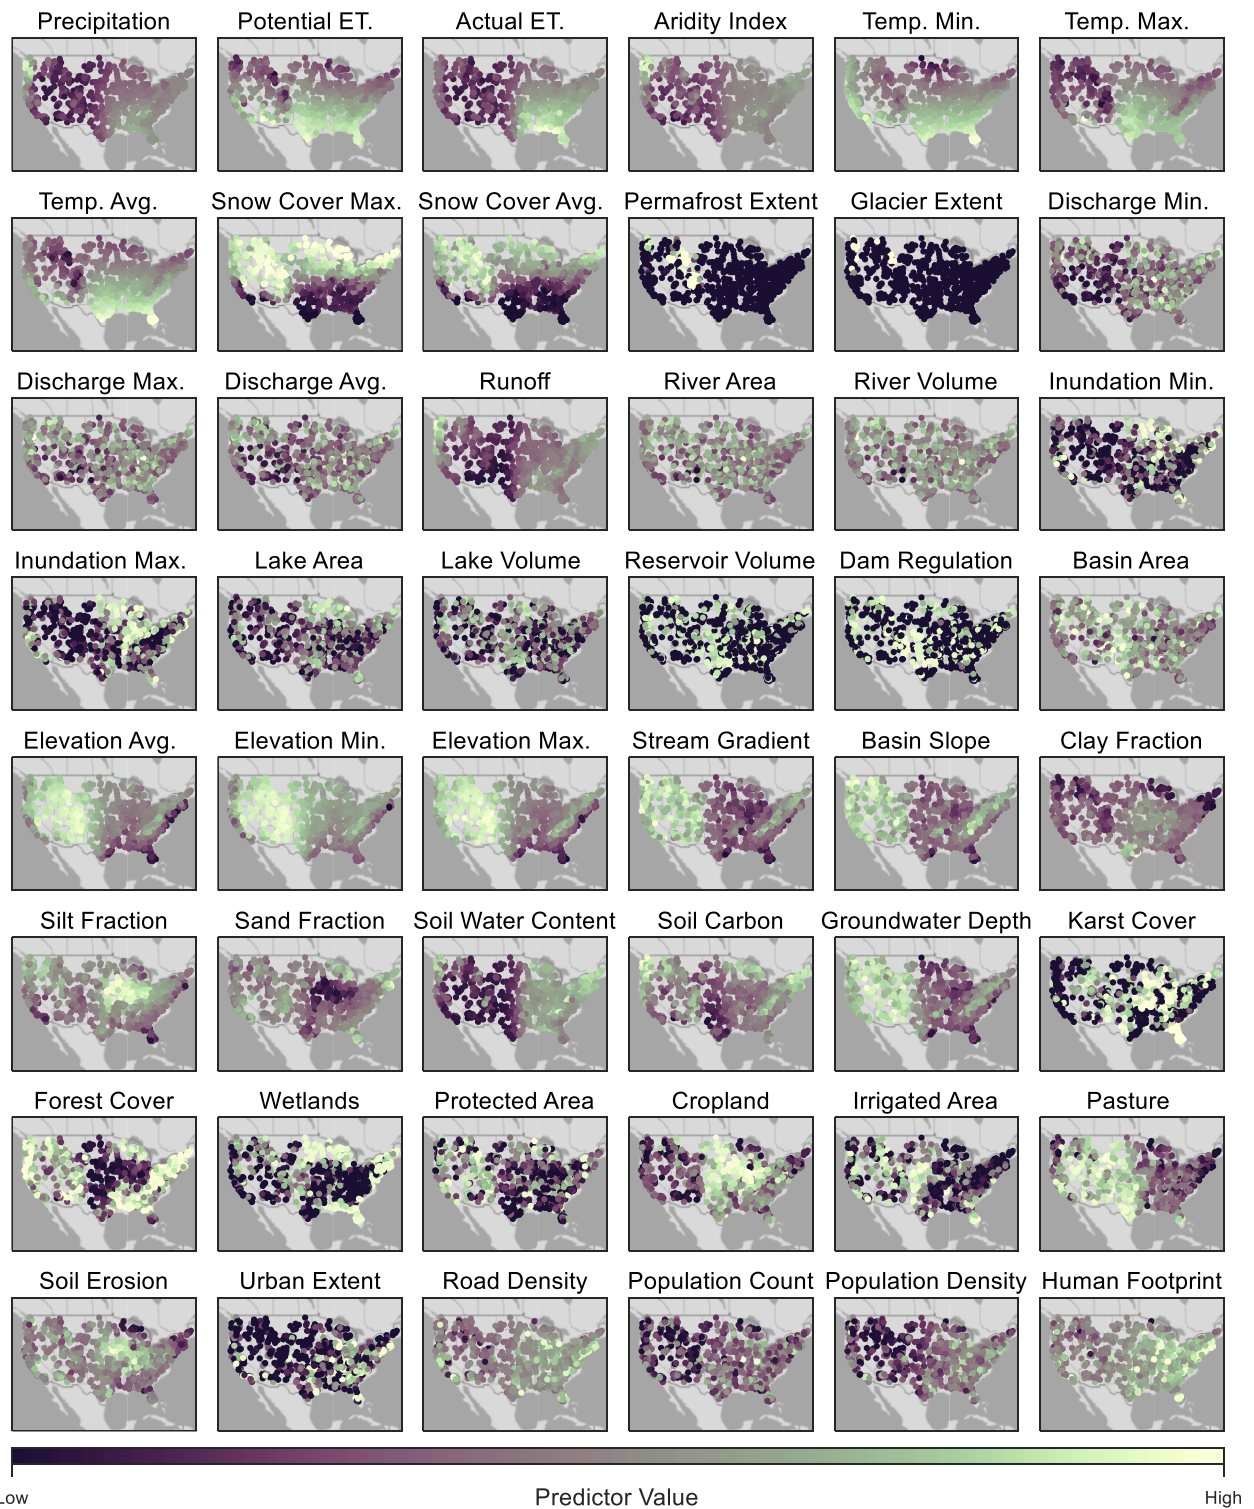 Precipitation Potential ET. Actual ET. Aridity Index Temp. Min. Temp. Max.
Temp. Avg. Snow Cover Max. Snow Cover Avg. Permafrost Extent Glacier Extent Discharge Min.
Discharge Max. Discharge Avg. Runoff River Area River Volume Inundation Min.
Inundation Max. Lake Area Lake Volume Reservoir Volume Dam Regulation Basin Area
Elevation Avg. Elevation Min. Elevation Max. Stream Gradient Basin Slope Clay Fraction
Silt Fraction Sand Fraction Soil Water Content Soil Carbon Groundwater Depth Karst Cover
Forest Cover Wetlands Protected Area Cropland Irrigated Area Pasture
Soil Erosion Urban Extent Road Density Population Count Population Density Human Footprint
Low Predictor Value High